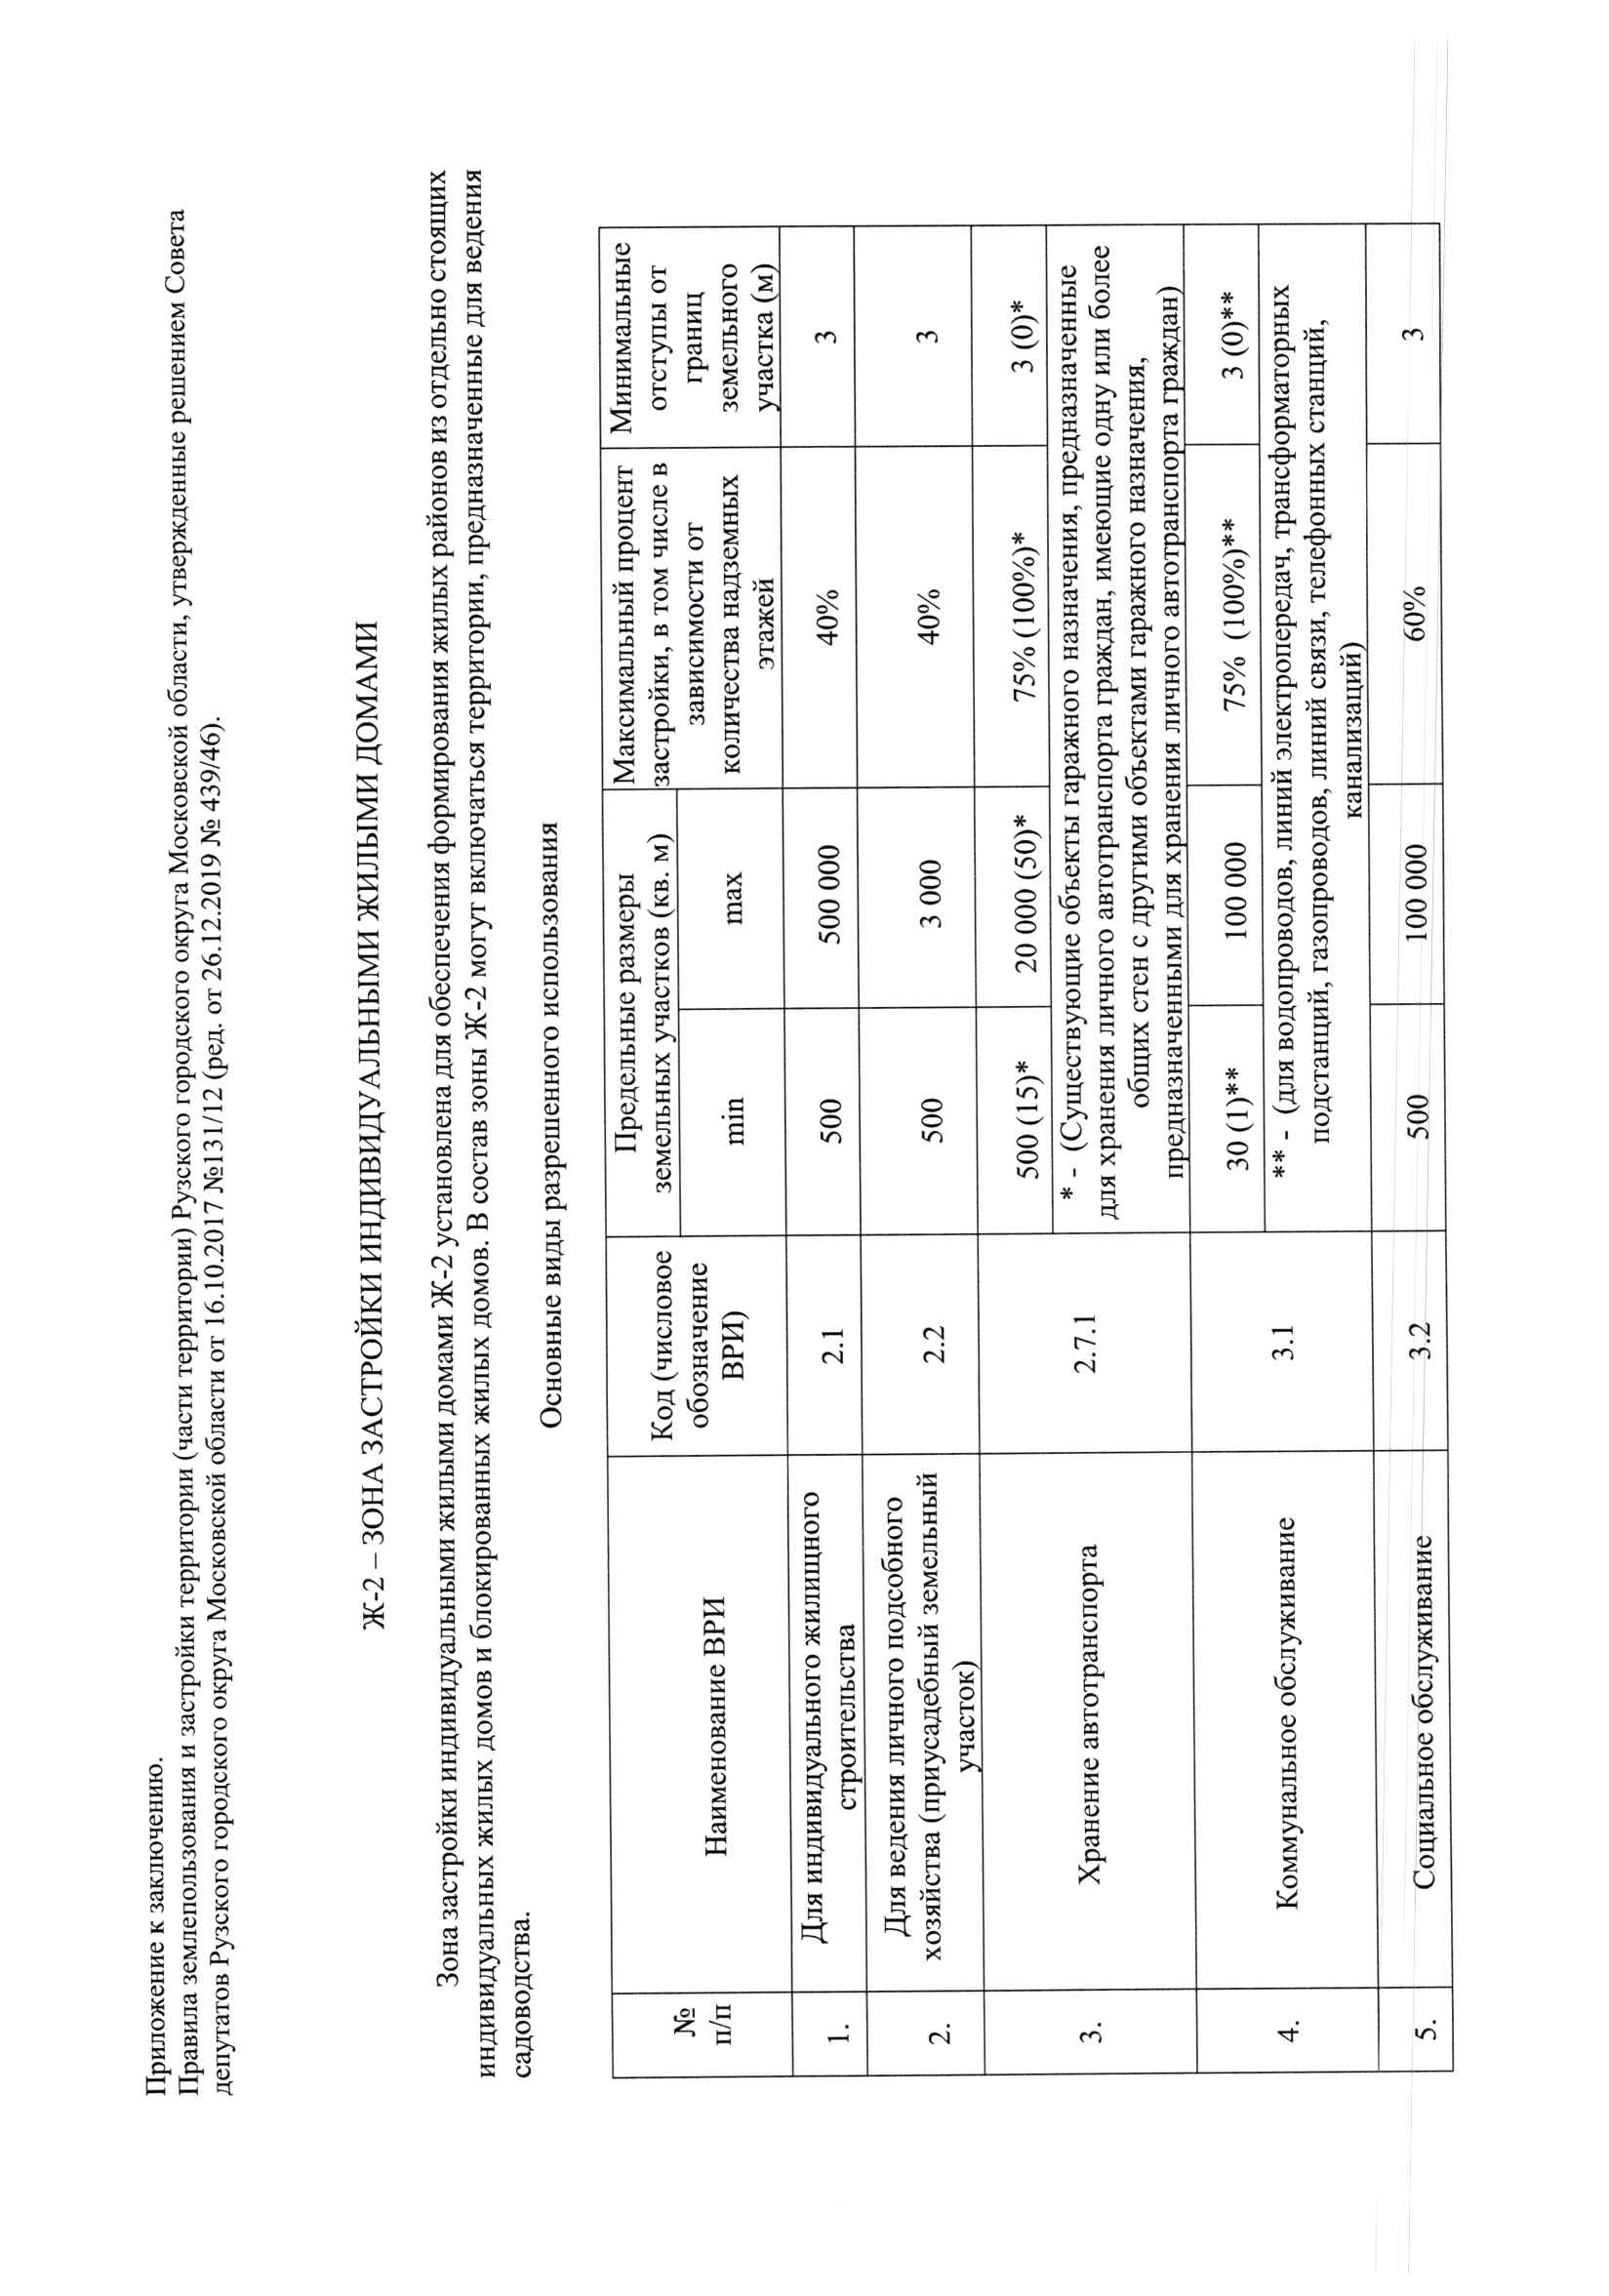 Приложение к заключению.
Правила землепользования и застройки территории (части территории) Рузского городского округа Московской области, утвержденные решением Совета
депутатов Рузского городского округа Московской области от 16.10.2017 №131/12 (ред. от 26.12.2019 № 439/46).
Ж-2 – ЗОНА ЗАСТРОЙКИ ИНДИВИДУАЛЬНЫМИ ЖИЛЫМИ ДОМАМИ
Зона застройки индивидуальными жилыми домами Ж-2 установлена для обеспечения формирования жилых районов из отдельно стоящих
индивидуальных жилых домов и блокированных жилых домов. В состав зоны Ж-2 могут включаться территории, предназначенные для ведения
садоводства.
Основные виды разрешенного использования
№
п/п
Наименование ВРИ
Код (числовое
обозначение
ВРИ)
Предельные размеры
земельных участков (кв. м)
min
max
Максимальный процент
застройки, в том числе в
зависимости от
количества надземных
этажей
Минимальные
отступы от
границ
земельного
участка (м)
1.
Для индивидуального жилищного
строительства
2.1
500
500 000
40%
3
2.
Для ведения личного подсобного
хозяйства (приусадебный земельный
участок)
2.2
500
3 000
40%
3
3.
Хранение автотранспорта
2.7.1
500 (15)*
20 000 (50)*
75% (100%)*
3 (0)*
* - (Существующие объекты гаражного назначения, предназначенные
для хранения личного автотранспорта граждан, имеющие одну или более
общих стен с другими объектами гаражного назначения,
предназначенными для хранения личного автотранспорта граждан)
4.
Коммунальное обслуживание
3.1
30 (1)**
100 000
75% (100%)**
3 (0)**
** - (для водопроводов, линий электропередач, трансформаторных
подстанций, газопроводов, линий связи, телефонных станций,
канализаций)
5.
Социальное обслуживание
3.2
500
100 000
60%
3